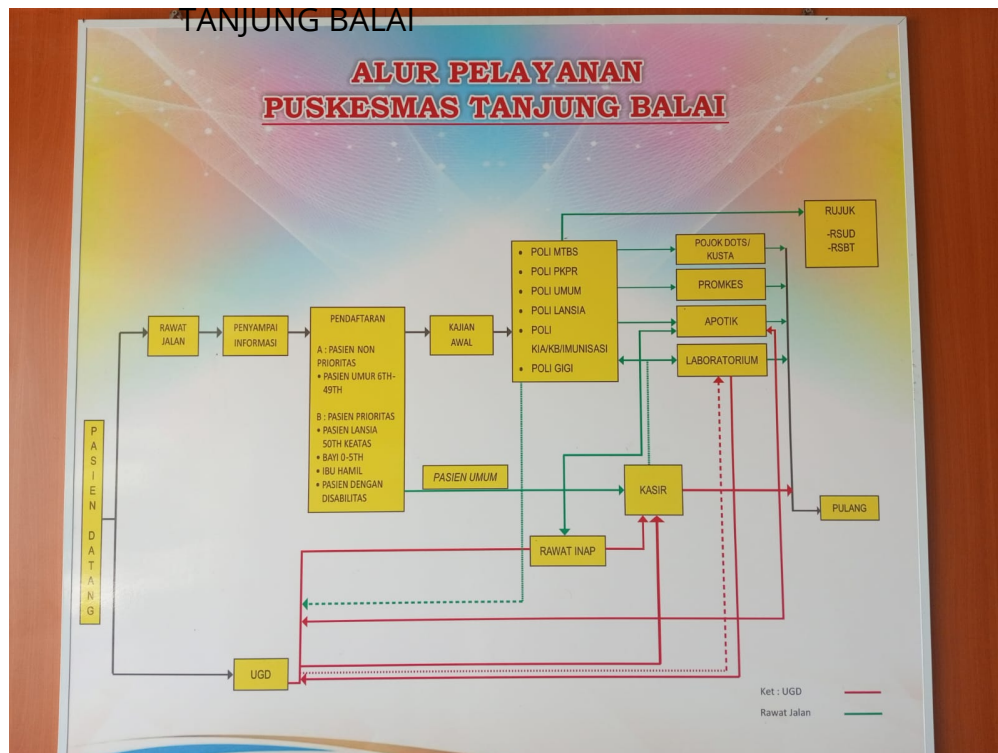 TANJUNG BALAI
ALUR PELAYANAN
PUSKESMAS TANJUNG BALAI
PASIEN DATANG
RAWAT
JALAN
PENYAMPAI
INFORMASI
PENDAFTARAN
A : PASIEN NON
PRIORITAS
• PASIEN UMUR 6TH-
49TH
B : PASIEN PRIORITAS
• PASIEN LANSIA
50TH KEATAS
• BAYI 0-5TH
• IBU HAMIL
• PASIEN DENGAN
DISABILITAS
KAJIAN
AWAL
• POLI MTBS
• POLI PKPR
• POLI UMUM
• POLI LANSIA
• POLI
KIA/KB/IMUNISASI
• POLI GIGI
RUJUK
-RSUD
-RSBT
POJOK DOTS/
KUSTA
PROMKES
APOTIK
LABORATORIUM
PASIEN UMUM
KASIR
PULANG
RAWAT INAP
UGD
Ket : UGD
Rawat Jalan